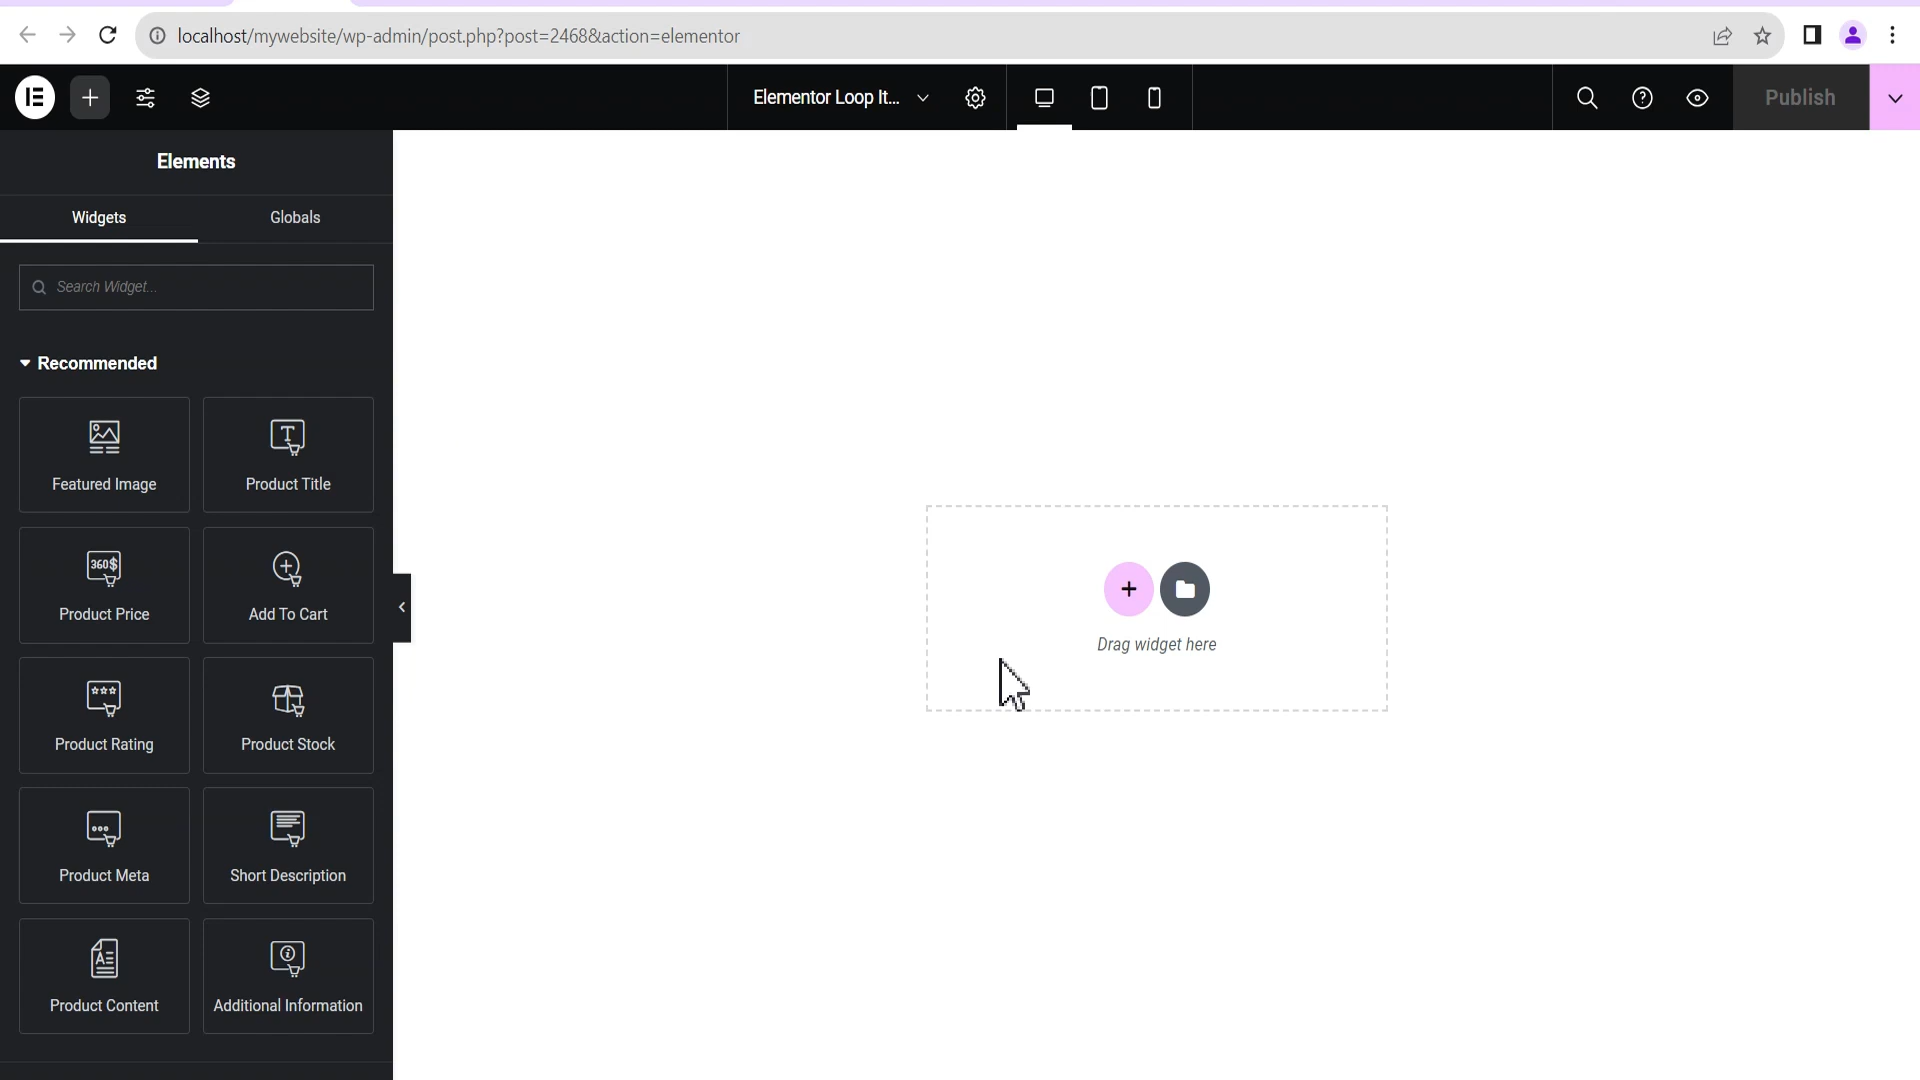 localhost/mywebsite/wp-admin/post.php?post=2468&action=elementor
Elementor Loop It...
Publish
Elements
Widgets
Globals
Search Widget...
Recommended
Featured Image
Product Title
360$
Product Price
Add To Cart
Product Rating
Product Stock
Product Meta
Short Description
Product Content
Additional Information
Drag widget here